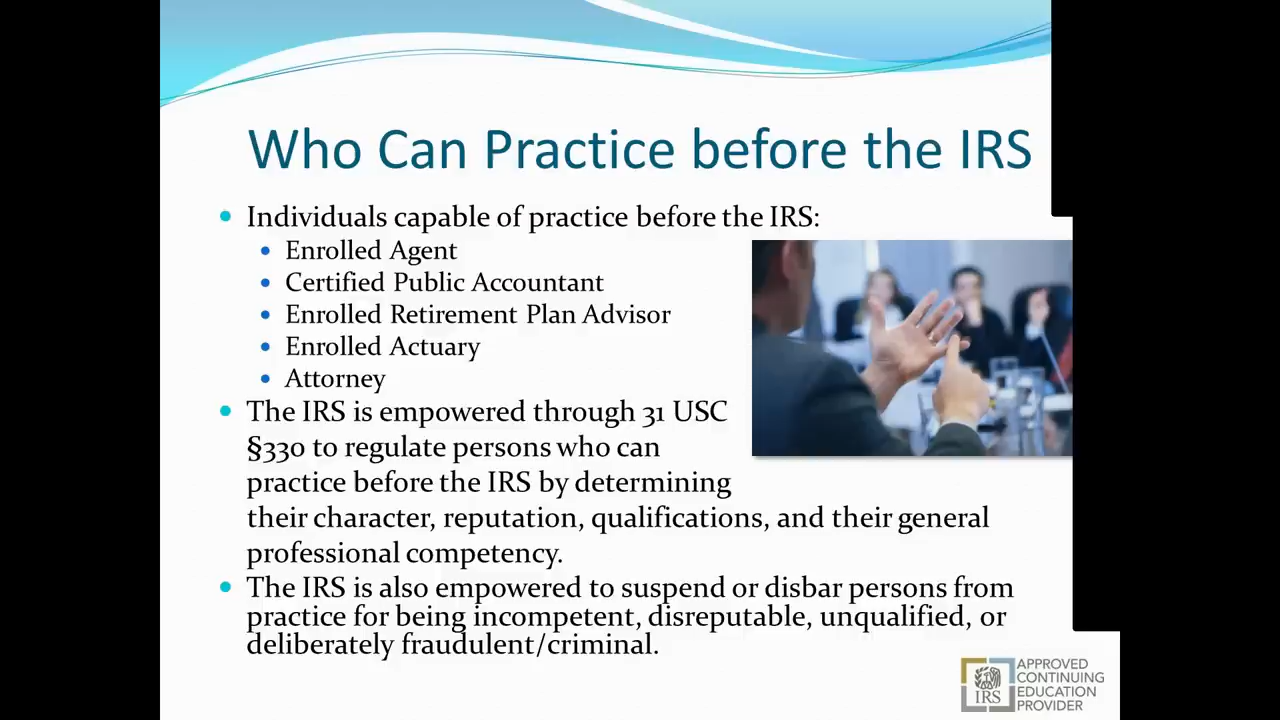 Who Can Practice before the IRS
• Individuals capable of practice before the IRS:
• Enrolled Agent
• Certified Public Accountant
• Enrolled Retirement Plan Advisor
• Enrolled Actuary
• Attorney
• The IRS is empowered through 31 USC
§330 to regulate persons who can
practice before the IRS by determining
their character, reputation, qualifications, and their general
professional competency.
• The IRS is also empowered to suspend or disbar persons from
practice for being incompetent, disreputable, unqualified, or
deliberately fraudulent/criminal.
IRS
APPROVED
CONTINUING
EDUCATION
PROVIDER